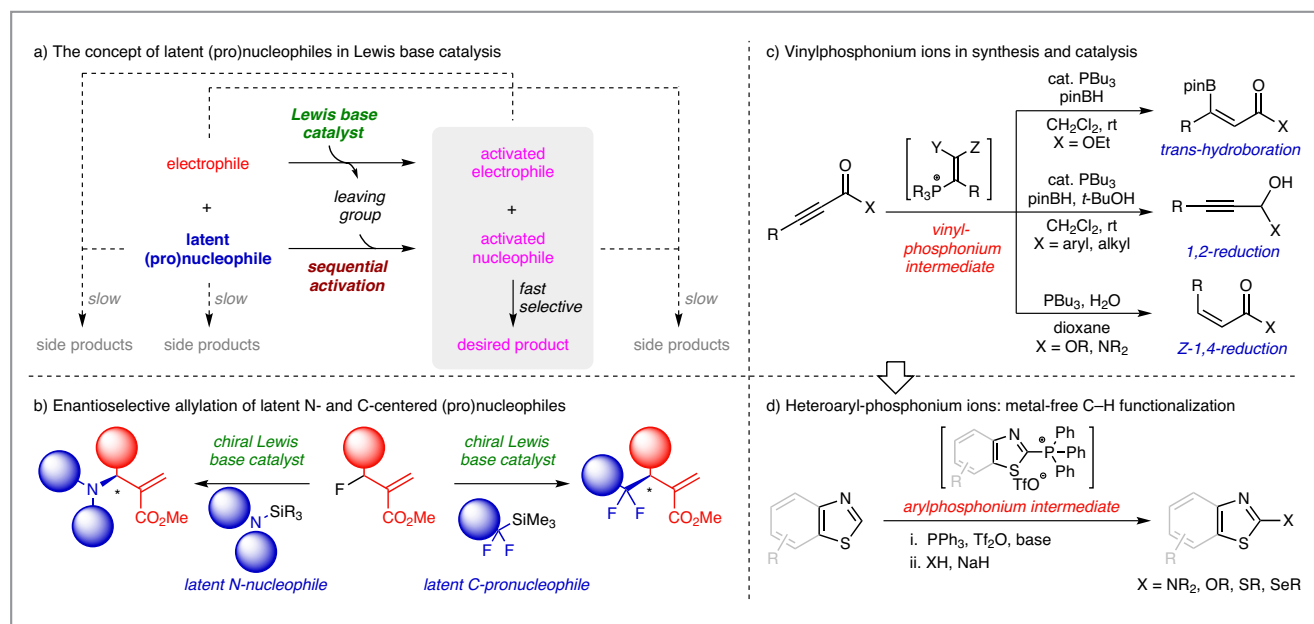 a) The concept of latent (pro)nucleophiles in Lewis base catalysis
Lewis base
catalyst
electrophile
activated
electrophile
leaving
group
+
+
latent
(pro)nucleophile
activated
nucleophile
sequential
activation
fast
selective
slow
slow
slow
side products
side products
desired product
side products
b) Enantioselective allylation of latent N- and C-centered (pro)nucleophiles
chiral Lewis
base catalyst
chiral Lewis
base catalyst
N
*
CO2Me
F
CO2Me
F
F
*
CO2Me
SiR3
N
SiMe3
F
F
latent N-nucleophile
latent C-pronucleophile
c) Vinylphosphonium ions in synthesis and catalysis
O
X
R
Y
Z
R3P
⊕
R
vinyl-
phosphonium
intermediate
cat. PBu3
pinBH
CH2Cl2, rt
X = OEt
pinB
O
R
X
trans-hydroboration
cat. PBu3
pinBH, t-BuOH
CH2Cl2, rt
X = aryl, alkyl
OH
R
X
1,2-reduction
PBu3, H2O
dioxane
X = OR, NR2
R
O
X
Z-1,4-reduction
d) Heteroaryl-phosphonium ions: metal-free C–H functionalization
N
S
R
⊕
P
Ph
Ph
Ph
TfO⊖
arylphosphonium intermediate
N
S
R
i. PPh3, Tf2O, base
ii. XH, NaH
N
S
X
R
X = NR2, OR, SR, SeR